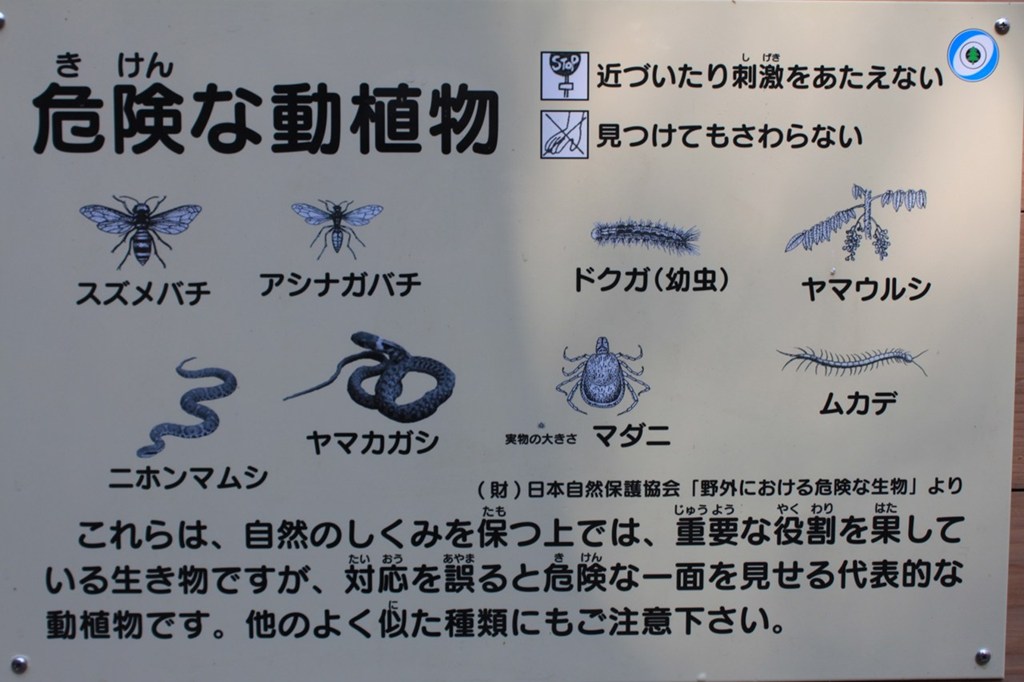 き けん
危険な動植物
STOP
し げき
近づいたり刺激をあたえない
見つけてもさわらない
スズメバチ
アシナガバチ
ドクガ(幼虫)
ヤマウルシ
ニホンマムシ
ヤマカガシ
実物の大きさ
マダニ
ムカデ
(財)日本自然保護協会「野外における危険な生物」より
たも じゅうよう やく わり はた
これらは、自然のしくみを保つ上では、重要な役割を果して
たい おう あやま き けん
いる生き物ですが、対応を誤ると危険な一面を見せる代表的な
に
動植物です。他のよく似た種類にもご注意下さい。